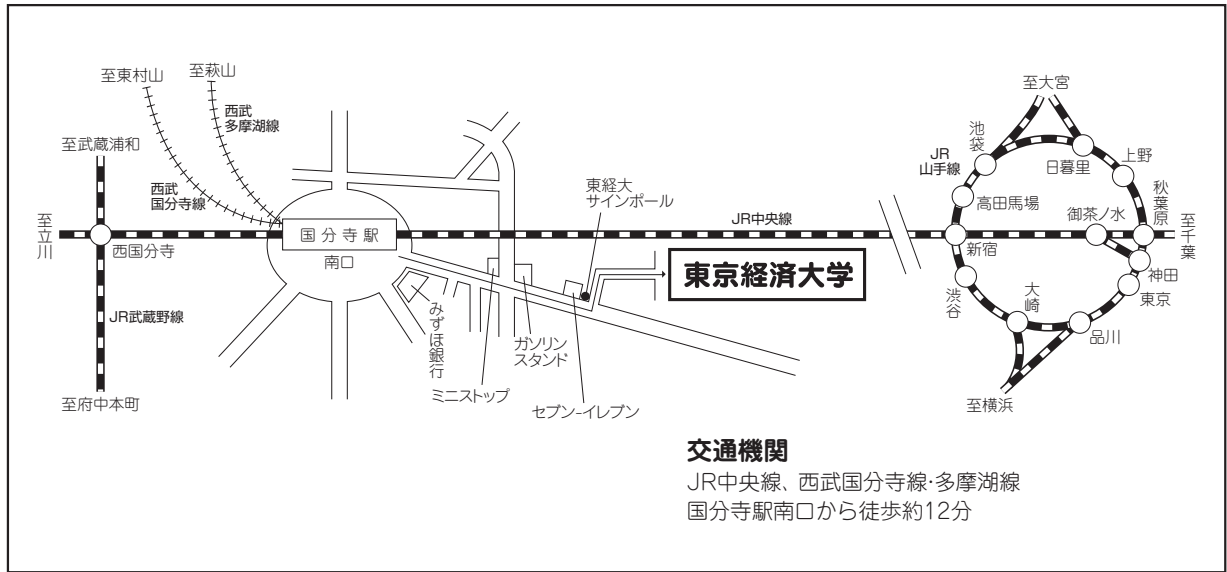 至東村山
至萩山
西武
多摩湖線
至武蔵浦和
西武
国分寺線
至立川
西国分寺
国分寺駅
南口
JR武蔵野線
至府中本町
みずほ銀行
ミニストップ
ガソリン
スタンド
セブン-イレブン
東経大
サインポール
JR中央線
東京経済大学
至大宮
池袋
JR
山手線
日暮里
上野
高田馬場
御茶ノ水
秋葉原
至千葉
新宿
神田
東京
渋谷
大崎
品川
至横浜
交通機関
JR中央線、西武国分寺線・多摩湖線
国分寺駅南口から徒歩約12分